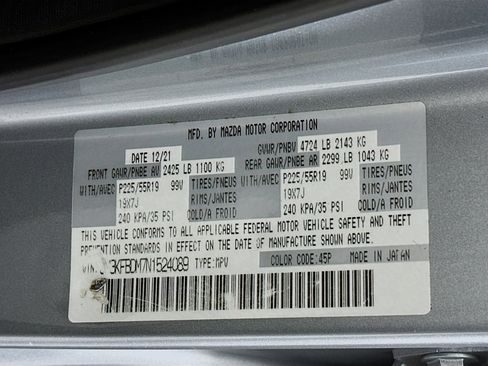 MFD. BY MAZDA MOTOR CORPORATION
DATE 12/21 GVWR/PNBV 4724 LB 2143 KG
FRONT GAWR/PNBE AV 2425 LB 1100 KG REAR GAWR/PNBE AR 2299 LB 1043 KG
WITH/AVEC P225/55R19 99V TIRES/PNEUS WITH/AVEC P225/55R19 99V TIRES/PNEUS
19X7J RIMS/JANTES 19X7J RIMS/JANTES
240 KPA/35 PSI COLD/A FROID 240 KPA/35 PSI COLD/A FROID
THIS VEHICLE CONFORMS TO ALL APPLICABLE FEDERAL MOTOR VEHICLE SAFETY AND THEFT
PREVENTION STANDARDS IN EFFECT ON THE DATE OF MANUFACTURE SHOWN ABOVE.
VIN: 3KFBDM7N1524089 TYPE: MPV COLOR CODE: 45P MADE IN JAPAN